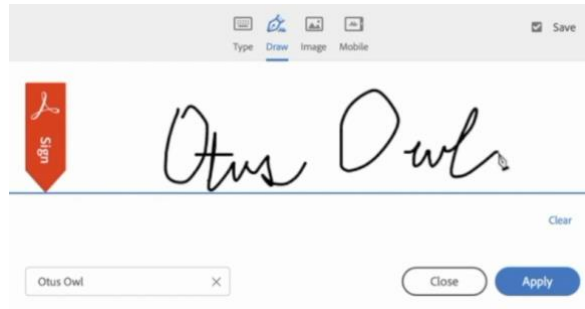 Type Draw Image Mobile
Save
Sign
Otus Owl
Clear
Otus Owl
Close
Apply